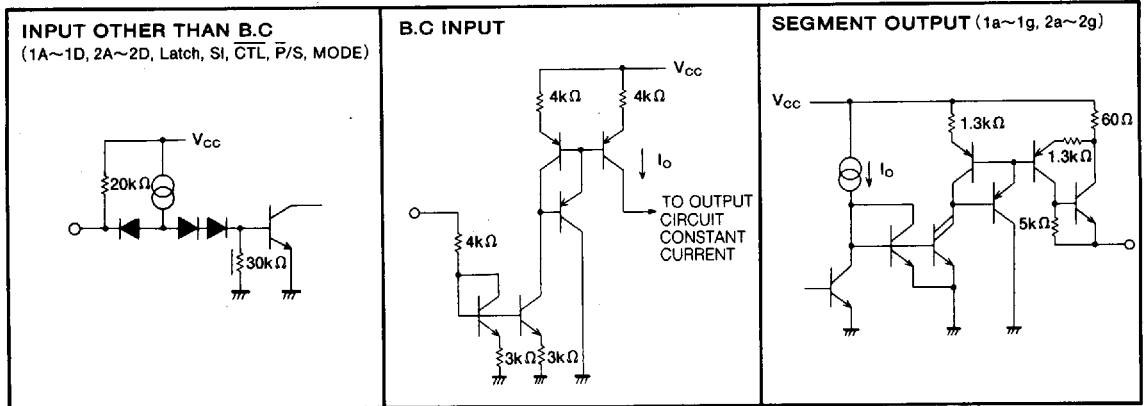 INPUT OTHER THAN B.C
(1A~1D, 2A~2D, Latch, SI, C̅T̅L̅, P̅/S, MODE)
VCC
20kΩ
30kΩ
B.C INPUT
VCC
4kΩ
4kΩ
IO
TO OUTPUT
CIRCUIT
CONSTANT
CURRENT
4kΩ
3kΩ
3kΩ
SEGMENT OUTPUT (1a~1g, 2a~2g)
VCC
1.3kΩ
60Ω
1.3kΩ
IO
5kΩ